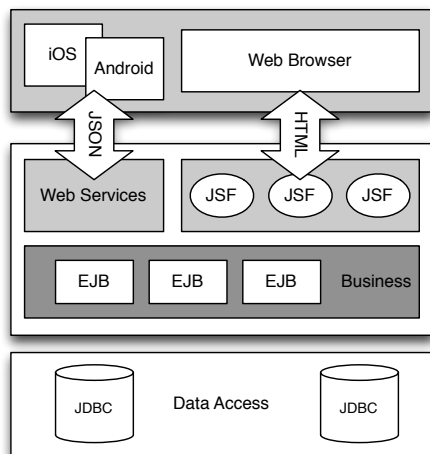 iOS
Android
Web Browser
JSON
HTML
Web Services
JSF
JSF
JSF
EJB
EJB
EJB
Business
JDBC
Data Access
JDBC